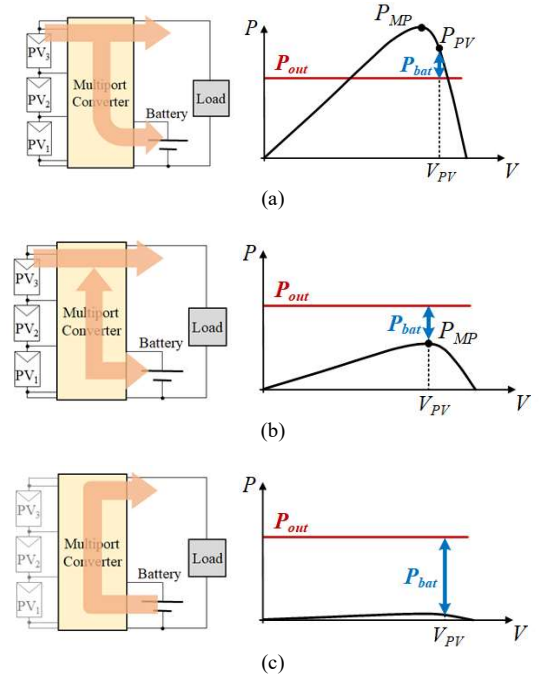 PV3
PV2
PV1
Multiport
Converter
Battery
Load
P
PMP
PPV
Pout
Pbat
VPV
V
(a)
PV3
PV2
PV1
Multiport
Converter
Battery
Load
P
Pout
Pbat
PMP
VPV
V
(b)
PV3
PV2
PV1
Multiport
Converter
Battery
Load
P
Pout
Pbat
VPV
V
(c)